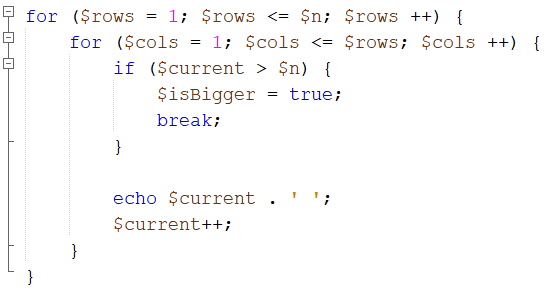 for ($rows = 1; $rows <= $n; $rows ++) {
for ($cols = 1; $cols <= $rows; $cols ++) {
if ($current > $n) {
$isBigger = true;
break;
}
echo $current . ' ';
$current++;
}
}